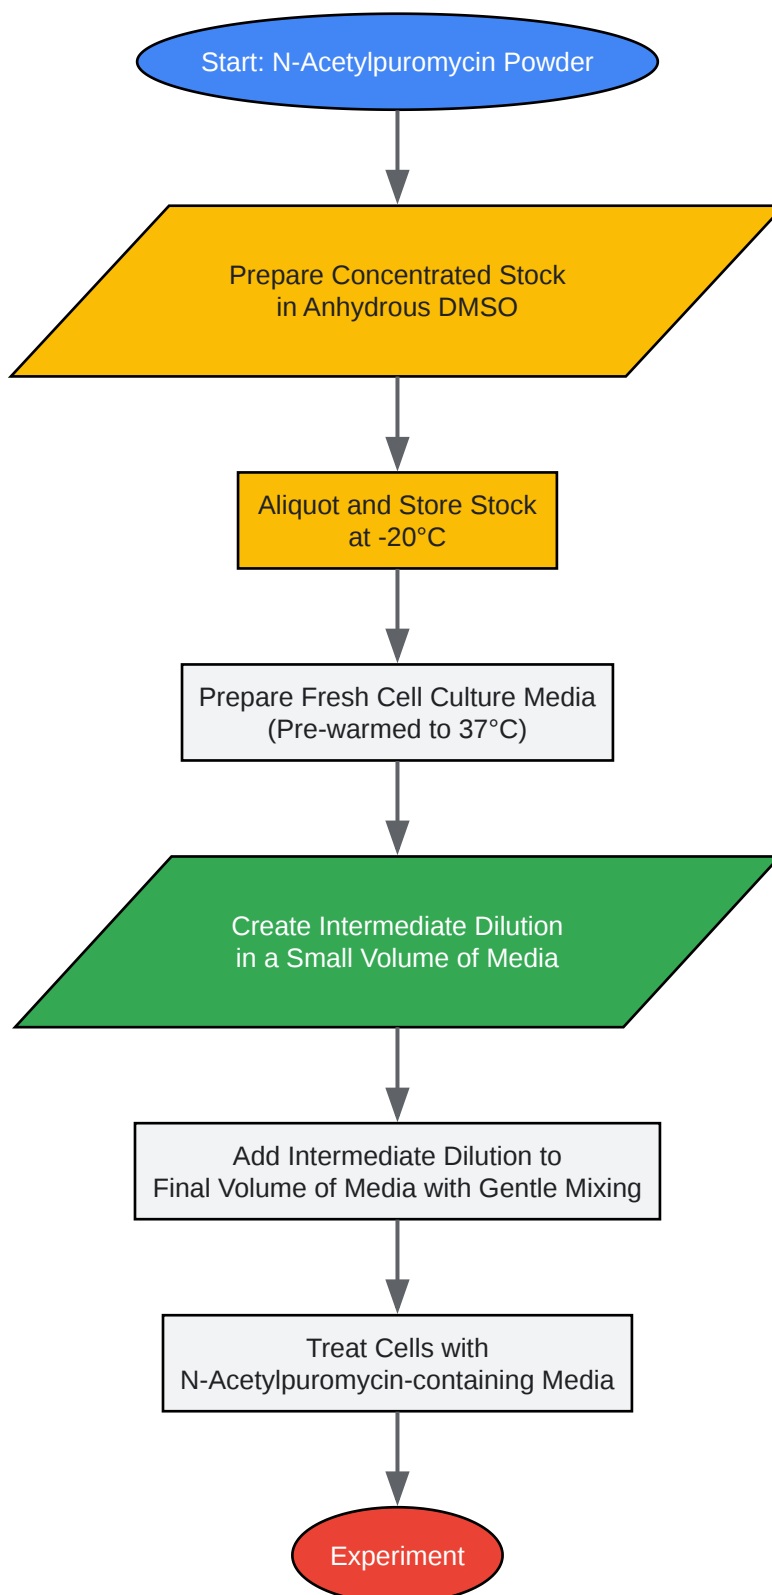 Start: N-Acetylpuromycin Powder
Prepare Concentrated Stock
in Anhydrous DMSO
Aliquot and Store Stock
at -20°C
Prepare Fresh Cell Culture Media
(Pre-warmed to 37°C)
Create Intermediate Dilution
in a Small Volume of Media
Add Intermediate Dilution to
Final Volume of Media with Gentle Mixing
Treat Cells with
N-Acetylpuromycin-containing Media
Experiment